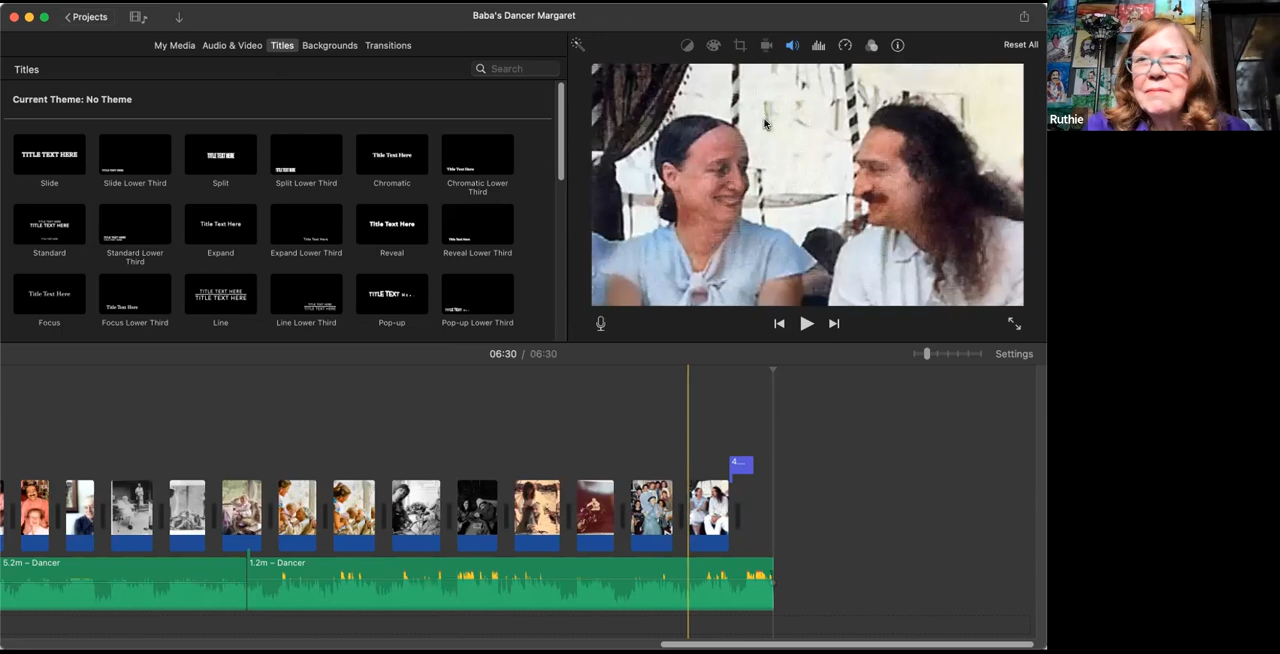 Projects
Baba's Dancer Margaret
My Media
Audio & Video
Titles
Backgrounds
Transitions
Reset All
Titles
Search
Current Theme: No Theme
TITLE TEXT HERE
TITLE TEXT HERE
Title Text Here
Slide
Slide Lower Third
Split
Split Lower Third
Chromatic
Chromatic Lower
Third
TITLE TEXT HERE
Title Text Here
Title Text Here
Standard
Standard Lower
Third
Expand
Expand Lower Third
Reveal
Reveal Lower Third
Title Text Here
TITLE TEXT HERE
TITLE TEXT HERE
TITLE TEXT
Focus
Focus Lower Third
Line
Line Lower Third
Pop-up
Pop-up Lower Third
Ruthie
06:30 / 06:30
Settings
4...
5.2m – Dancer
1.2m – Dancer